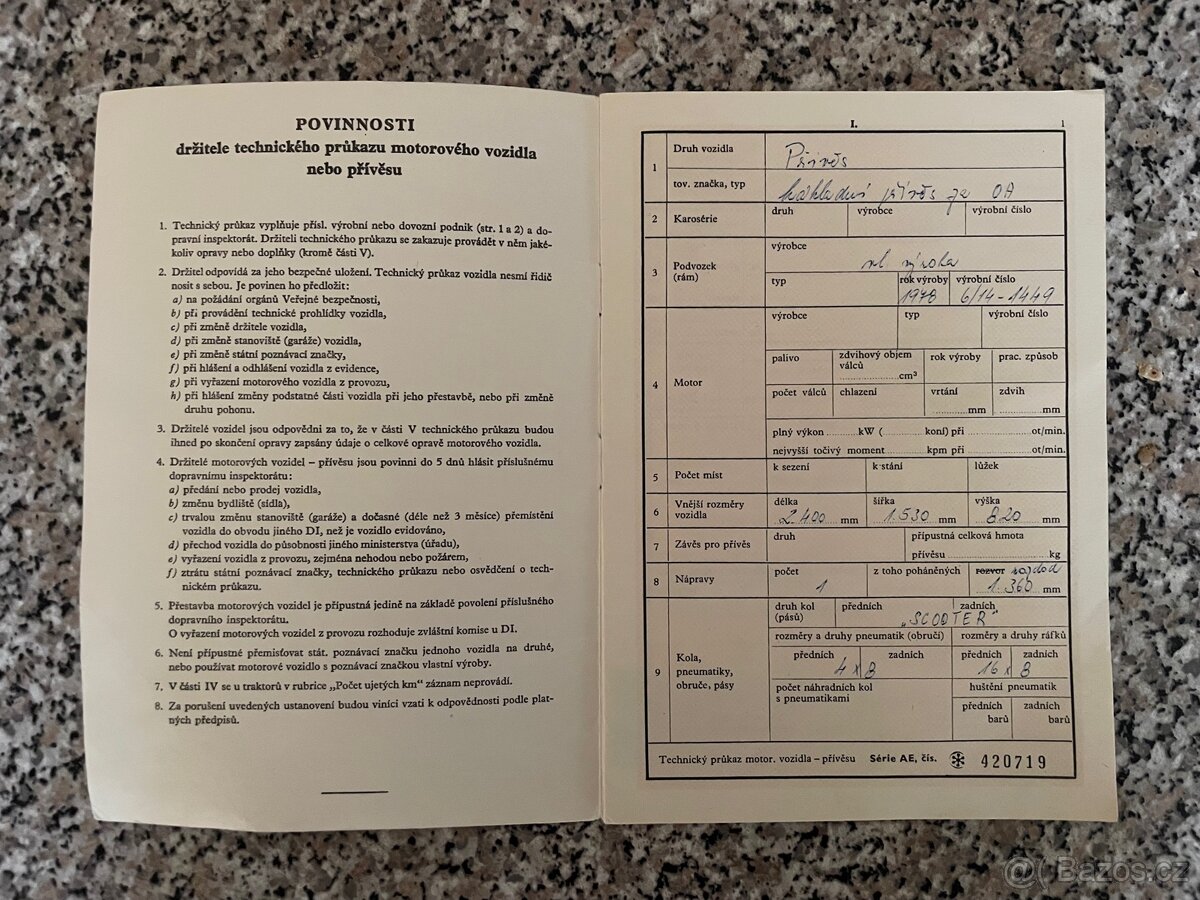 POVINNOSTI
držitele technického průkazu motorového vozidla
nebo přívěsu
1. Technický průkaz vyplňuje přísl. výrobní nebo dovozní podnik (str. 1 a 2) a do-
pravní inspektorát. Držiteli technického průkazu se zakazuje provádět v něm jaké-
koliv opravy nebo doplňky (kromě části V).
2. Držitel odpovídá za jeho bezpečné uložení. Technický průkaz vozidla nesmí řidič
nosit s sebou. Je povinen ho předložit:
a) na požádání orgánů Veřejné bezpečnosti,
b) při provádění technické prohlídky vozidla,
c) při změně držitele vozidla,
d) při změně stanoviště (garáže) vozidla,
e) při změně státní poznávací značky,
f) při hlášení a odhlášení vozidla z evidence,
g) při vyřazení motorového vozidla z provozu,
h) při hlášení změny podstatné části vozidla při jeho přestavbě, nebo při změně
druhu pohonu.
3. Držitelé vozidel jsou odpovědni za to, že v části V technického průkazu budou
ihned po skončení opravy zapsány údaje o celkové opravě motorového vozidla.
4. Držitelé motorových vozidel – přívěsu jsou povinni do 5 dnů hlásit příslušnému
dopravnímu inspektorátu:
a) předání nebo prodej vozidla,
b) změnu bydliště (sídla),
c) trvalou změnu stanoviště (garáže) a dočasné (déle než 3 měsíce) přemístění
vozidla do obvodu jiného DI, než je vozidlo evidováno,
d) přechod vozidla do působnosti jiného ministerstva (úřadu),
e) vyřazení vozidla z provozu, zejména nehodou nebo požárem,
f) ztrátu státní poznávací značky, technického průkazu nebo osvědčení o tech-
nickém průkazu.
5. Přestavba motorových vozidel je přípustná jedině na základě povolení příslušného
dopravního inspektorátu.
O vyřazení motorových vozidel z provozu rozhoduje zvláštní komise u DI.
6. Není přípustné přemisťovat stát. poznávací značku jednoho vozidla na druhé,
nebo používat motorové vozidlo s poznávací značkou vlastní výroby.
7. V části IV se u traktorů v rubrice „Počet ujetých km“ záznam neprovádí.
8. Za porušení uvedených ustanovení budou viníci vzati k odpovědnosti podle plat-
ných předpisů.
I. 1
1 Druh vozidla Přívěs
tov. značka, typ nákladní přívěs za OA
2 Karosérie druh výrobce výrobní číslo
3 Podvozek (rám) výrobce vl. výroba
typ rok výroby 1978 výrobní číslo 6/14-1449
4 Motor výrobce typ výrobní číslo
palivo zdvihový objem válců cm³ rok výroby prac. způsob
počet válců chlazení vrtání mm zdvih mm
plný výkon kW ( koní) při ot/min.
nejvyšší točivý moment kpm při ot/min.
5 Počet míst k sezení k stání lůžek
6 Vnější rozměry vozidla délka 2.400 mm šířka 1.530 mm výška 820 mm
7 Závěs pro přívěs druh přípustná celková hmota
přívěsu kg
8 Nápravy počet 1 z toho poháněných rozvor rozchod 1.360 mm
9 Kola, pneumatiky, obruče, pásy druh kol (pásů) předních zadních „SCOOTER“
rozměry a druhy pneumatik (obručí) rozměry a druhy ráfků
předních zadních 4 x 8 předních zadních 16 x 8
počet náhradních kol s pneumatikami huštění pneumatik
předních barů zadních barů
Technický průkaz motor. vozidla – přívěsu Série AE, čís. 420719
@( Bazos.cz